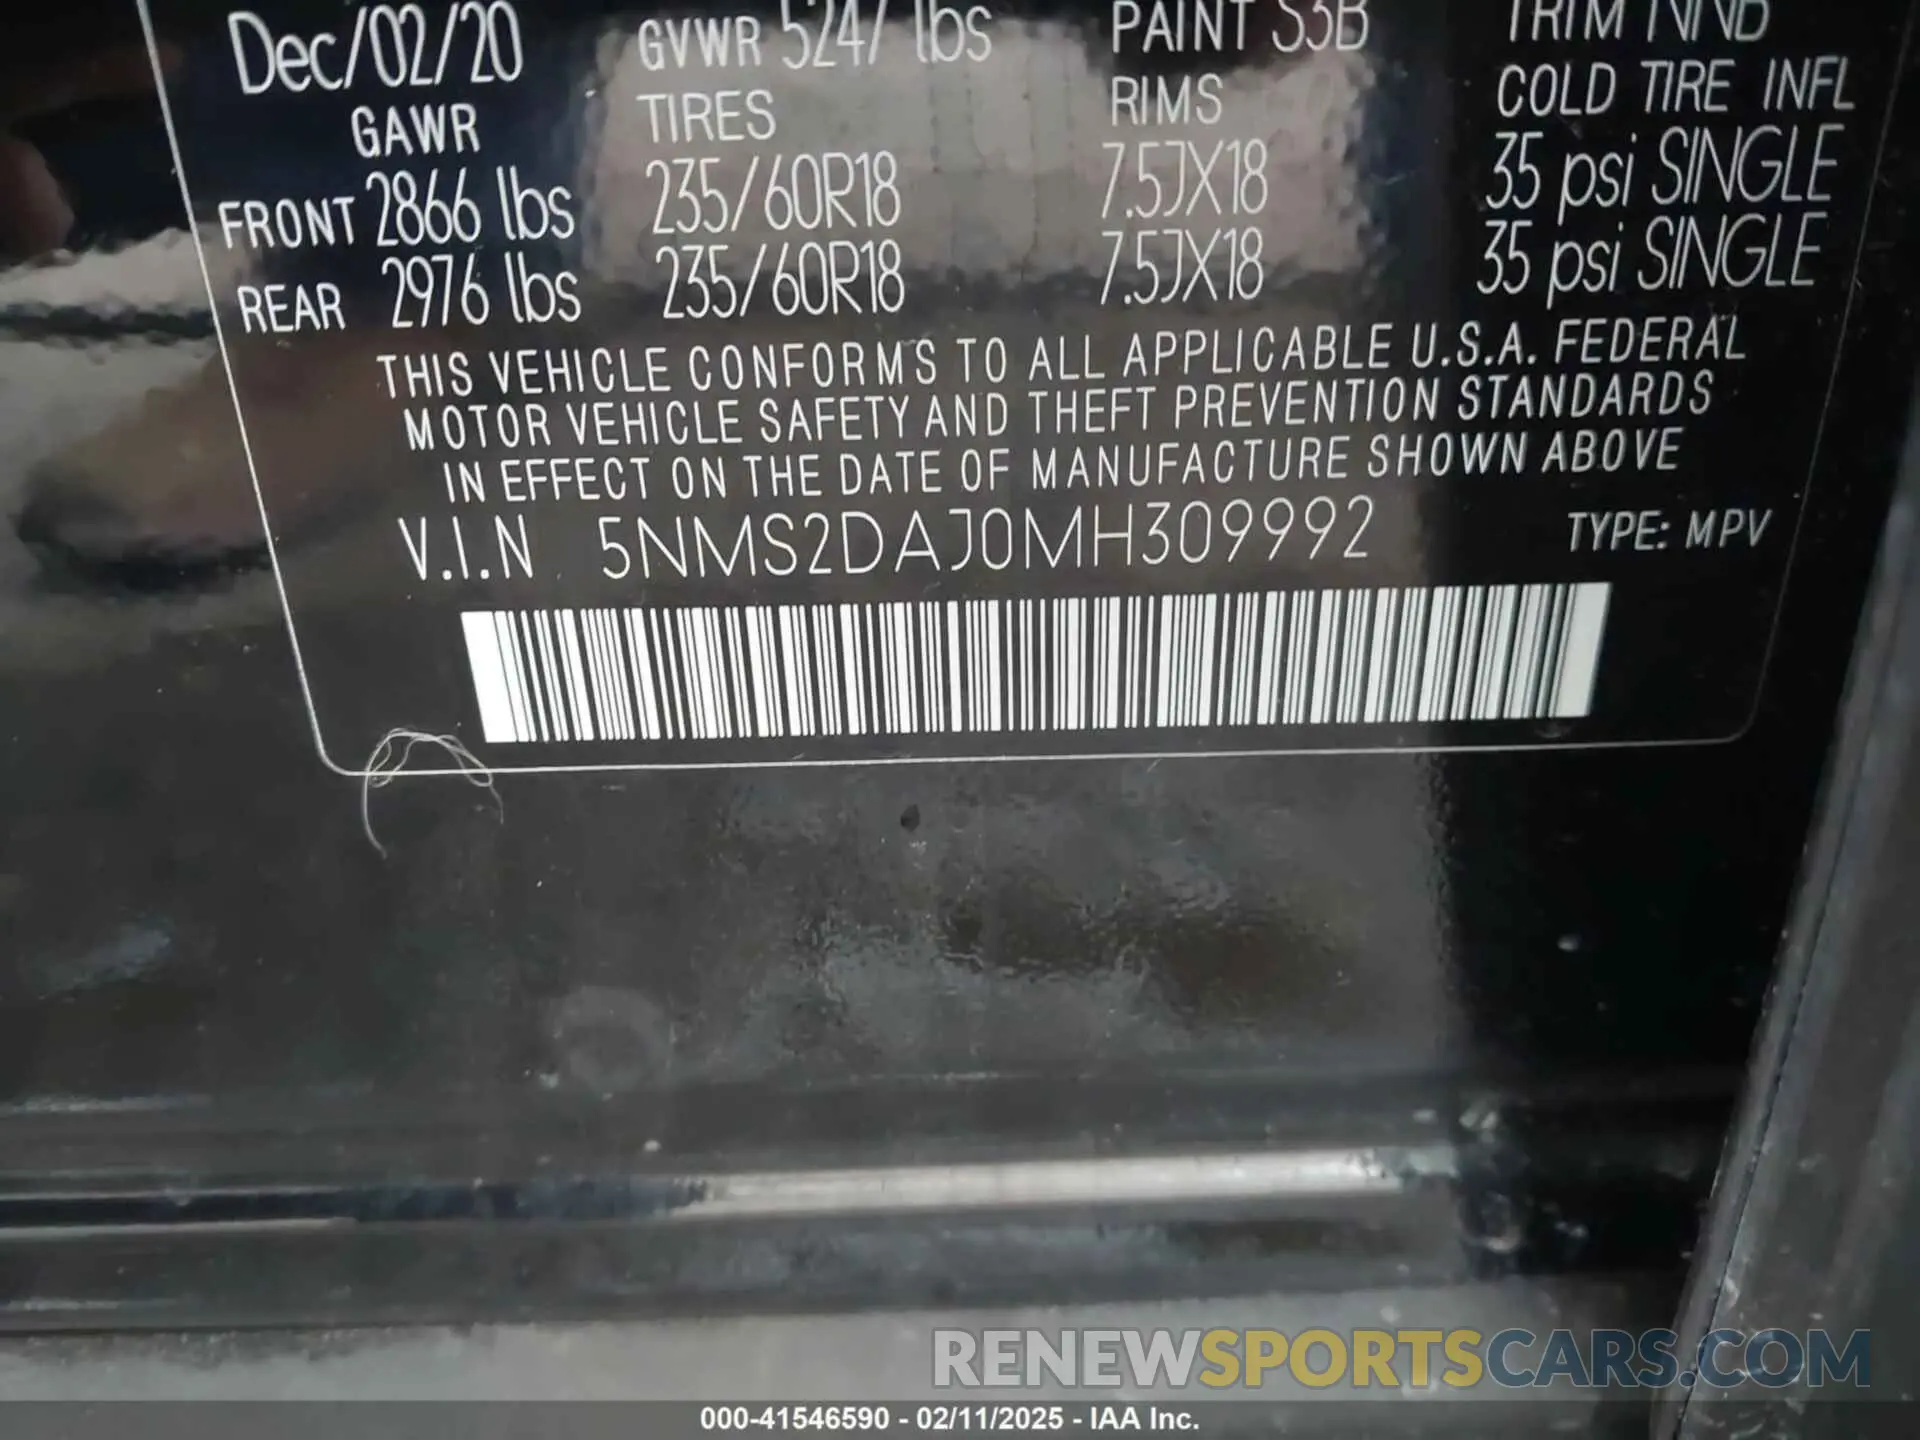 Dec/02/20 GVWR 5247 lbs PAINT S3B TRIM NNB
GAWR TIRES RIMS COLD TIRE INFL
FRONT 2866 lbs 235/60R18 7.5JX18 35 psi SINGLE
REAR 2976 lbs 235/60R18 7.5JX18 35 psi SINGLE
THIS VEHICLE CONFORMS TO ALL APPLICABLE U.S.A. FEDERAL
MOTOR VEHICLE SAFETY AND THEFT PREVENTION STANDARDS
IN EFFECT ON THE DATE OF MANUFACTURE SHOWN ABOVE
V.I.N 5NMS2DAJ0MH309992 TYPE: MPV
RENEWSPORTSCARS.COM
000-41546590 - 02/11/2025 - IAA Inc.